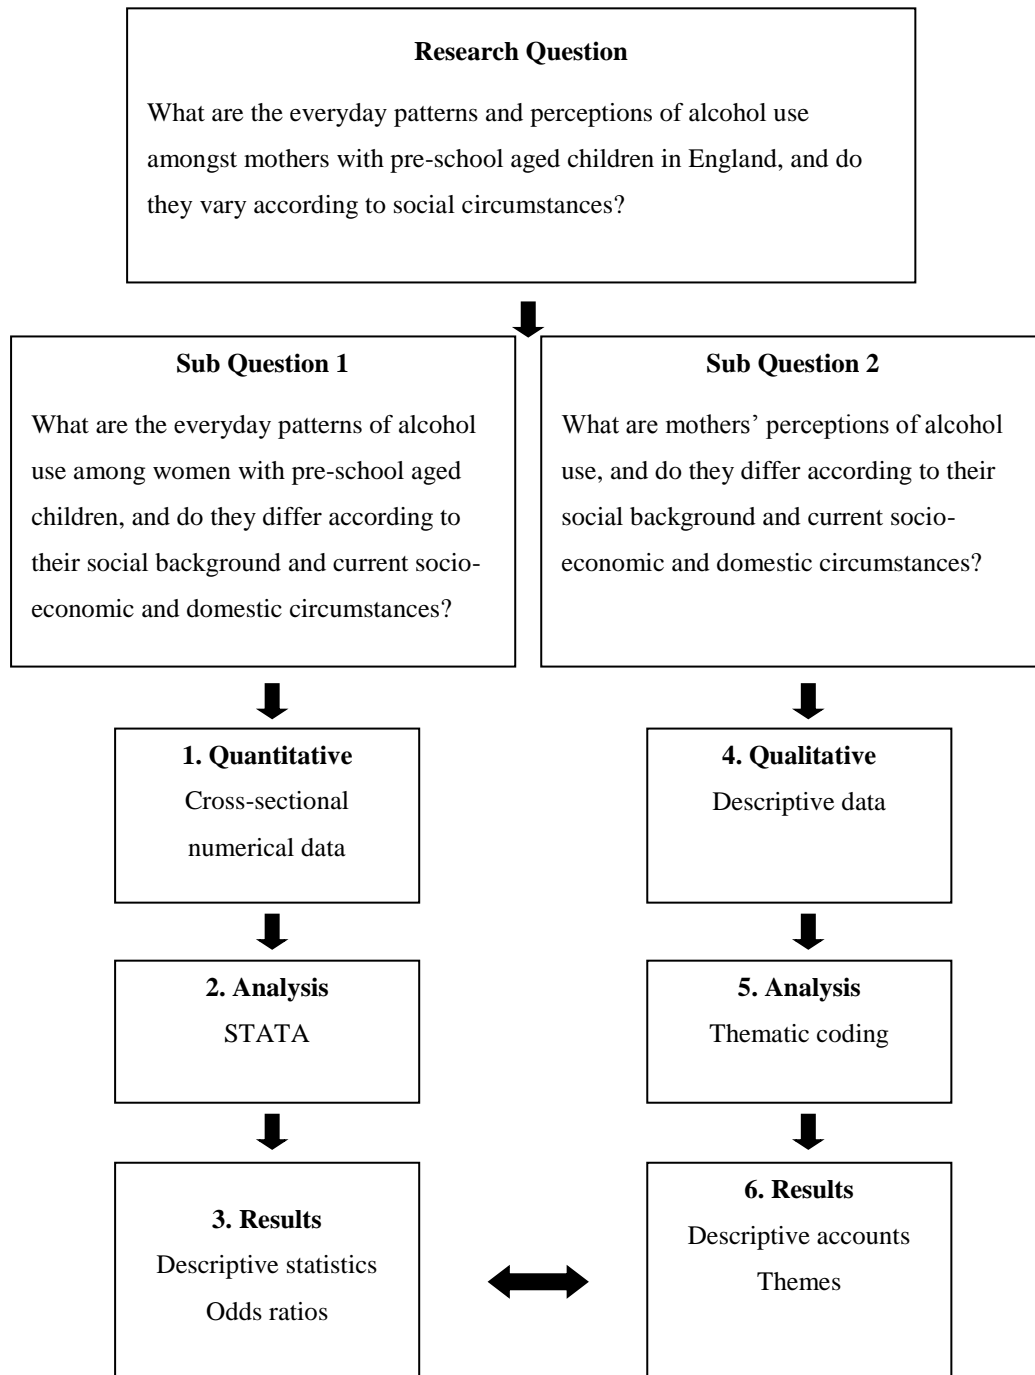 Research Question
What are the everyday patterns and perceptions of alcohol use
amongst mothers with pre-school aged children in England, and do
they vary according to social circumstances?
Sub Question 1
What are the everyday patterns of alcohol
use among women with pre-school aged
children, and do they differ according to
their social background and current socio-
economic and domestic circumstances?
Sub Question 2
What are mothers’ perceptions of alcohol
use, and do they differ according to their
social background and current socio-
economic and domestic circumstances?
1. Quantitative
Cross-sectional
numerical data
4. Qualitative
Descriptive data
2. Analysis
STATA
5. Analysis
Thematic coding
3. Results
Descriptive statistics
Odds ratios
6. Results
Descriptive accounts
Themes